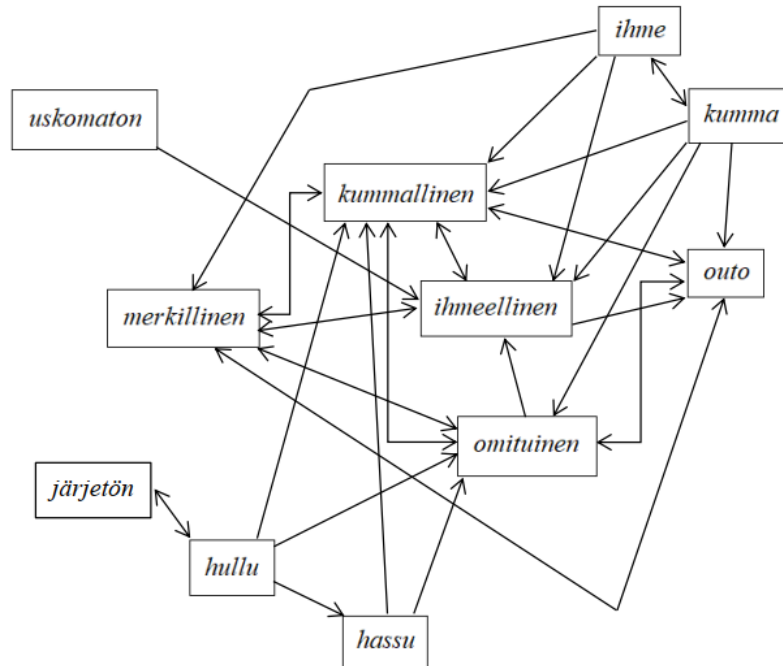 ihme
uskomaton
kumma
kummallinen
outo
merkillinen
ihmeellinen
omituinen
järjetön
hullu
hassu